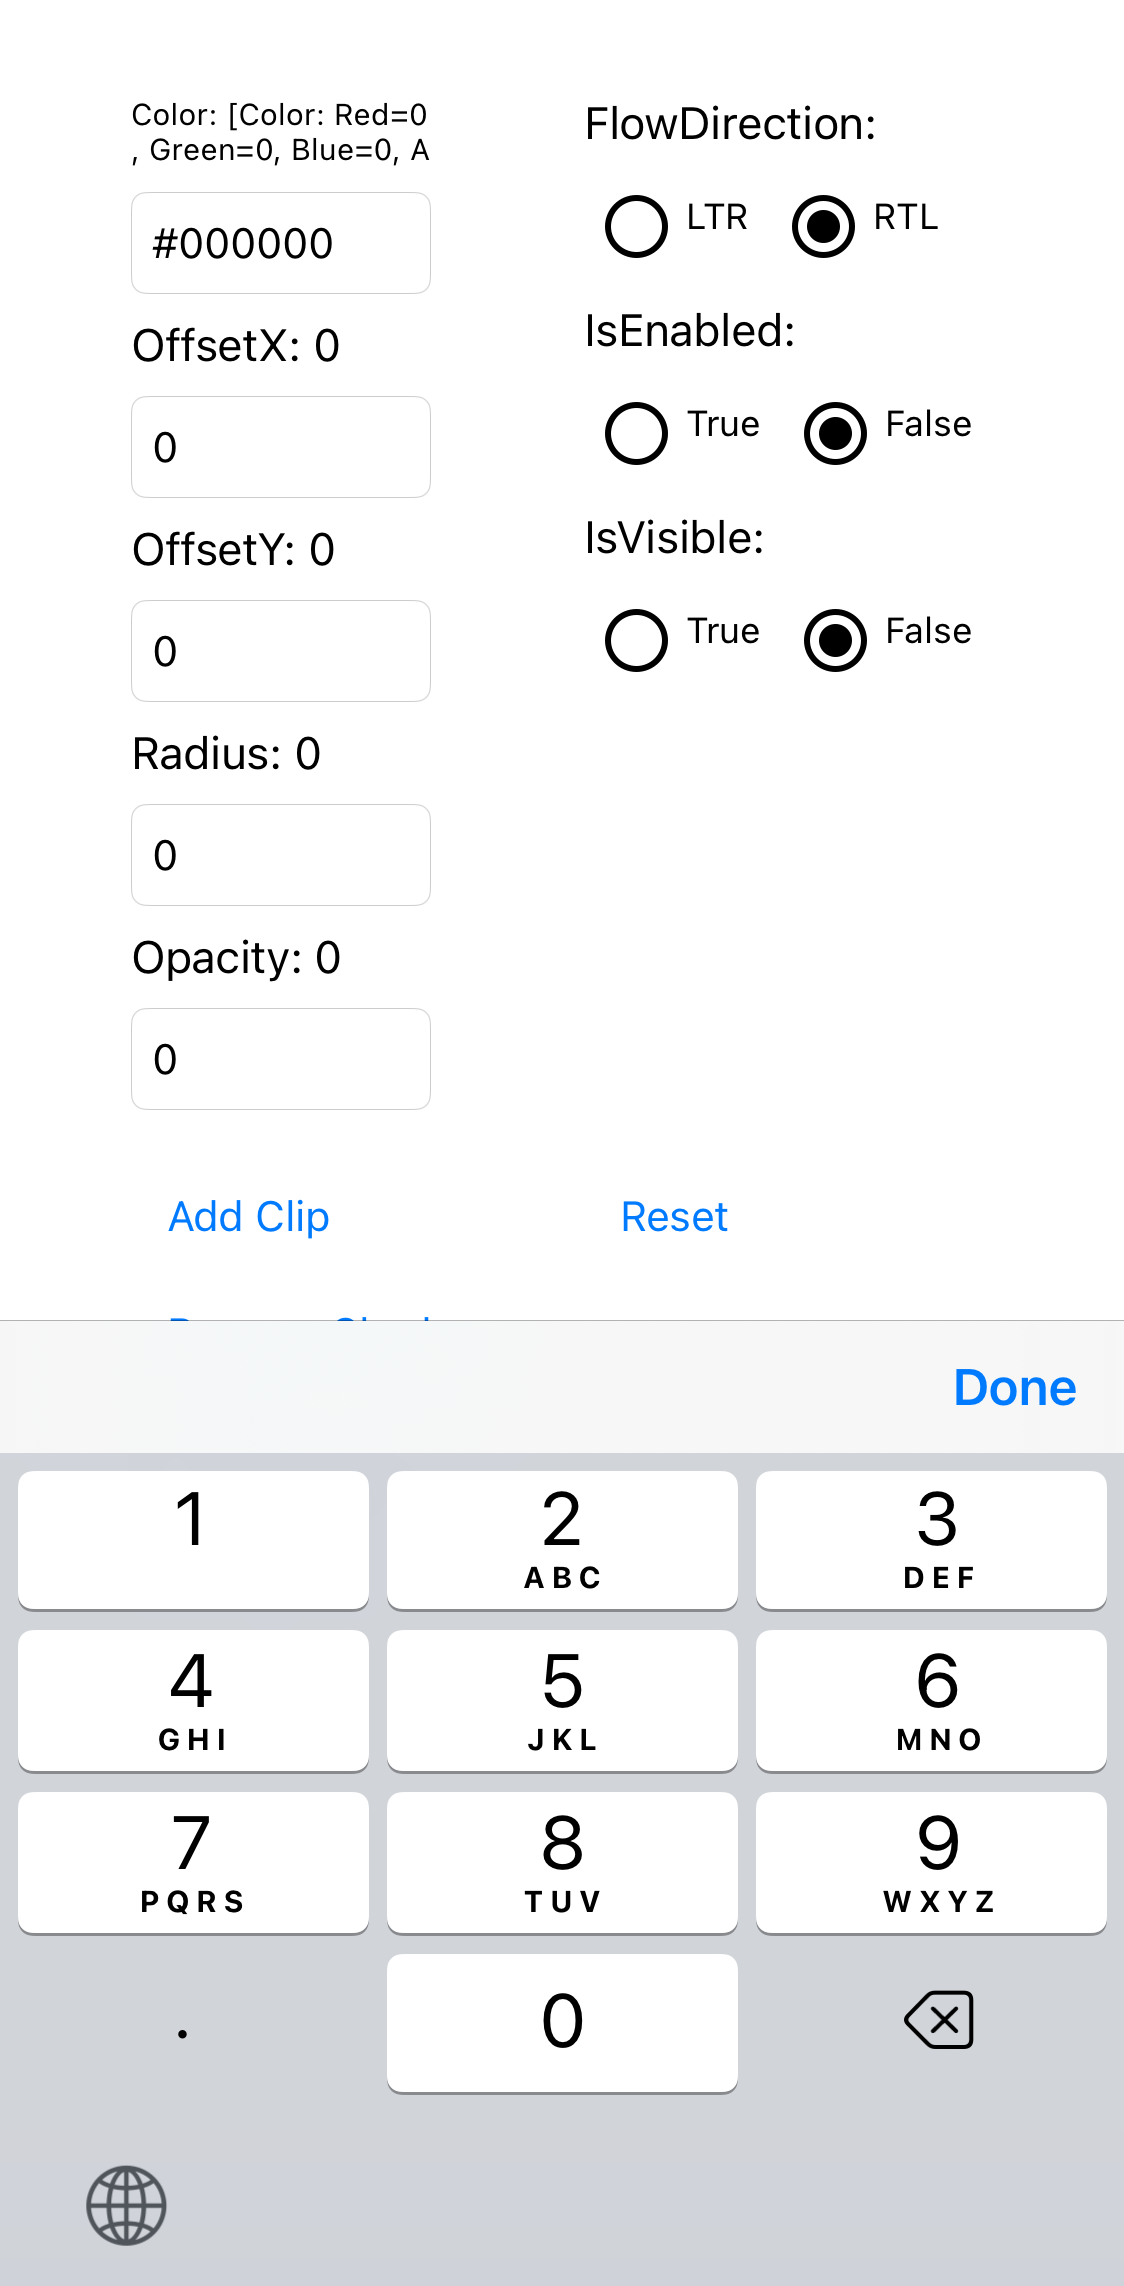 Color: [Color: Red=0
, Green=0, Blue=0, A
#000000
OffsetX: 0
0
OffsetY: 0
0
Radius: 0
0
Opacity: 0
0
FlowDirection:
LTR RTL
IsEnabled:
True False
IsVisible:
True False
Add Clip Reset
Done
1 2 3
ABC DEF
4 5 6
GHI JKL MNO
7 8 9
PQRS TUV WXYZ
. 0